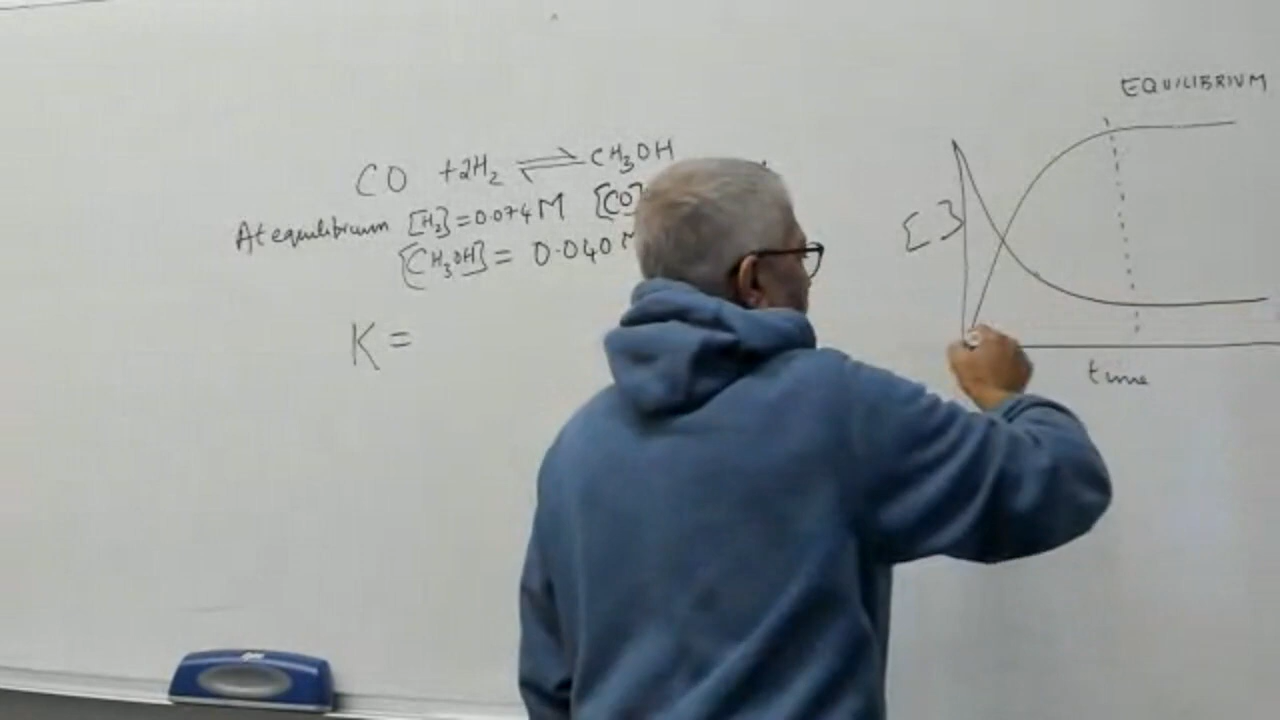 CO + 2H₂ ⇌ CH₃OH
At equilibrium [H₂] = 0.074 M [CO]
[CH₃OH] = 0.040 M
K =
EQUILIBRIUM
[ ]
time